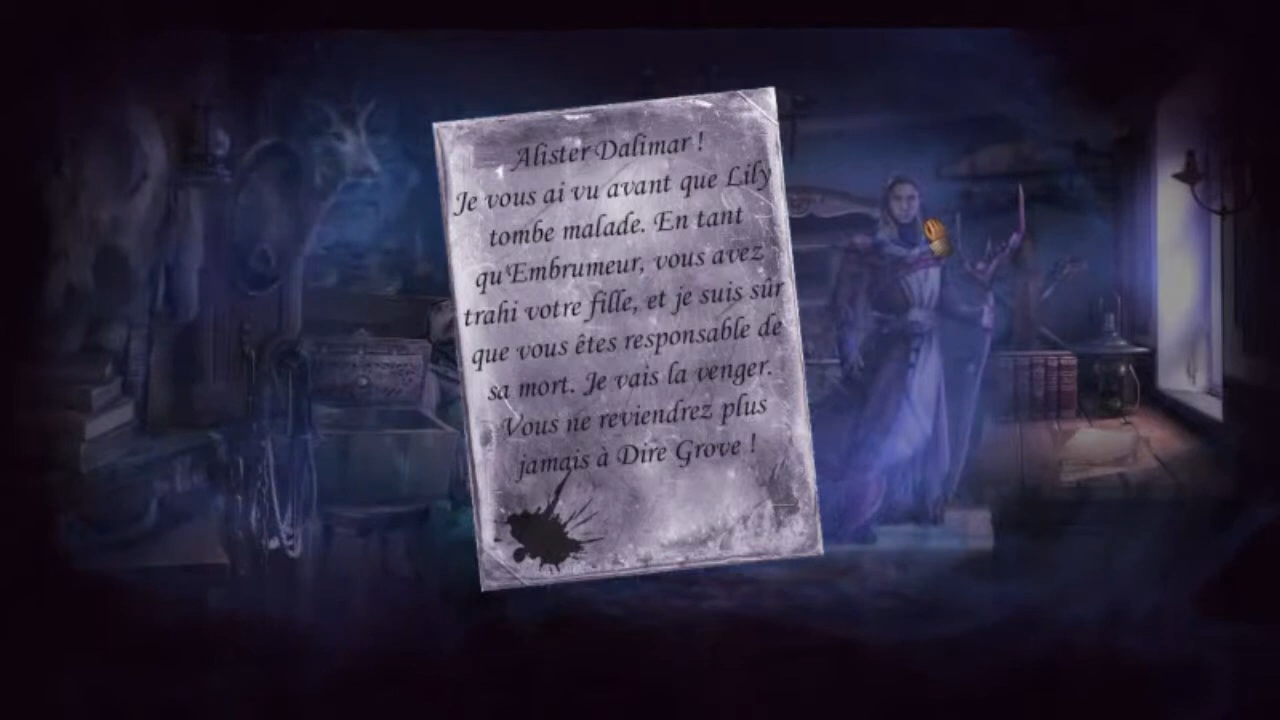 Alister Dalimar !
Je vous ai vu avant que Lily
tombe malade. En tant
qu'Embrumeur, vous avez
trahi votre fille, et je suis sûr
que vous êtes responsable de
sa mort. Je vais la venger.
Vous ne reviendrez plus
jamais à Dire Grove !